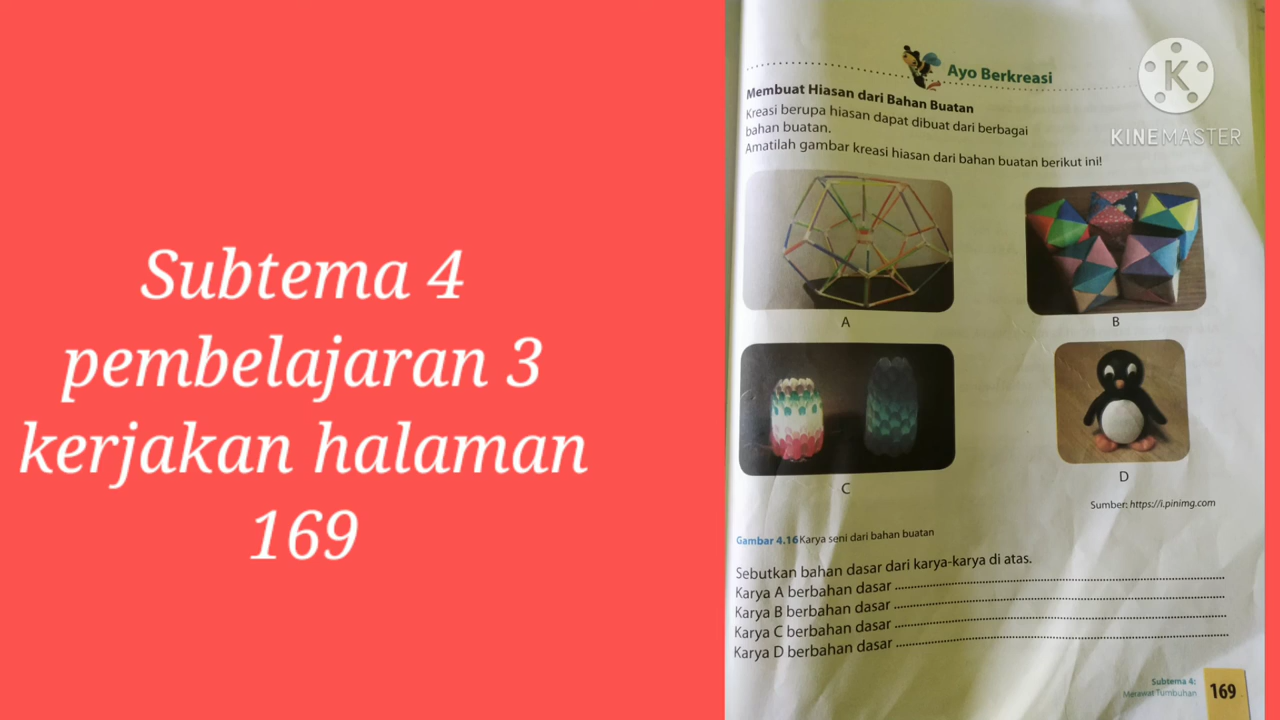 Subtema 4
pembelajaran 3
kerjakan halaman
169
Ayo Berkreasi
K
KINEMASTER
Membuat Hiasan dari Bahan Buatan
Kreasi berupa hiasan dapat dibuat dari berbagai
bahan buatan.
Amatilah gambar kreasi hiasan dari bahan buatan berikut ini!
A
B
C
D
Sumber: https://i.pinimg.com
Gambar 4.16 Karya seni dari bahan buatan
Sebutkan bahan dasar dari karya-karya di atas.
Karya A berbahan dasar ................................................................
Karya B berbahan dasar ................................................................
Karya C berbahan dasar ................................................................
Karya D berbahan dasar ................................................................
Subtema 4:
Merawat Tumbuhan
169